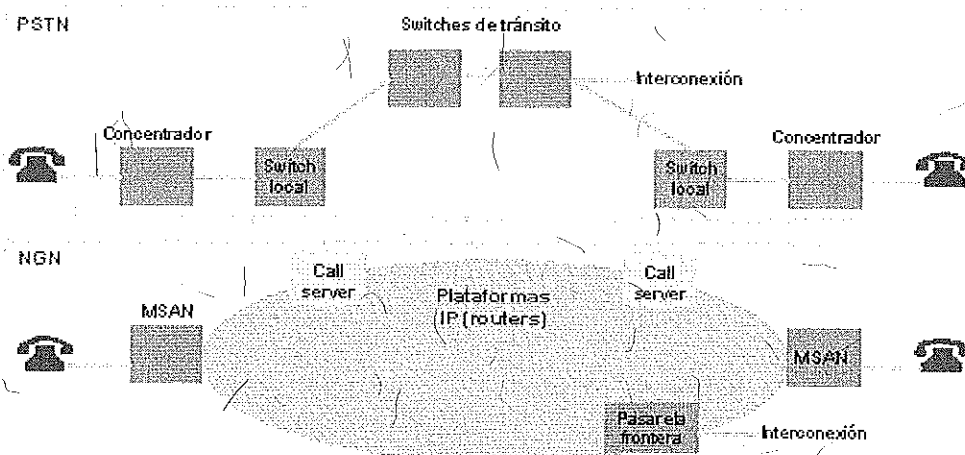 PSTN
Switches de tránsito
Interconexión
Concentrador
Switch
local
Switch
local
Concentrador
NGN
Call
server
Plataformas
IP (routers)
Call
server
MSAN
MSAN
Pasarela
frontera
Interconexión